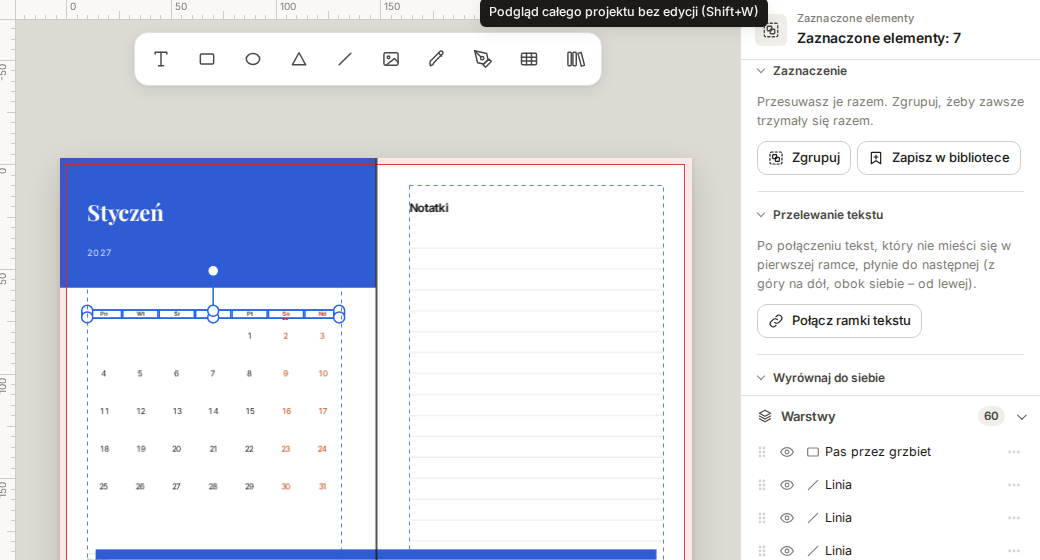 0 50 100 150
Podgląd całego projektu bez edycji (Shift+W)
-50
0
50
100
150
Styczeń
2027
Pn Wt Śr Pt So Nd
1 2 3
4 5 6 7 8 9 10
11 12 13 14 15 16 17
18 19 20 21 22 23 24
25 26 27 28 29 30 31
Notatki
Zaznaczone elementy
Zaznaczone elementy: 7
Zaznaczenie
Przesuwasz je razem. Zgrupuj, żeby zawsze
trzymały się razem.
Zgrupuj
Zapisz w bibliotece
Przelewanie tekstu
Po połączeniu tekst, który nie mieści się w
pierwszej ramce, płynie do następnej (z
góry na dół, obok siebie – od lewej).
Połącz ramki tekstu
Wyrównaj do siebie
Warstwy 60
Pas przez grzbiet
Linia
Linia
Linia